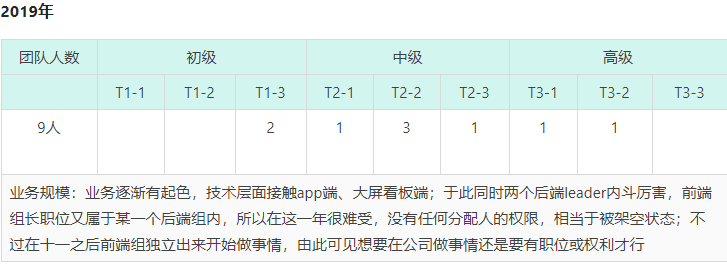 2019年
团队人数 初级 中级 高级
T1-1 T1-2 T1-3 T2-1 T2-2 T2-3 T3-1 T3-2 T3-3
9人 2 1 3 1 1 1
业务规模：业务逐渐有起色，技术层面接触app端、大屏看板端；于此同时两个后端leader内斗厉害，前端
组长职位又属于某一个后端组内，所以在这一年很难受，没有任何分配人的权限，相当于被架空状态；不
过在十一之后前端组独立出来开始做事情，由此可见想要在公司做事情还是要有职位或权利才行